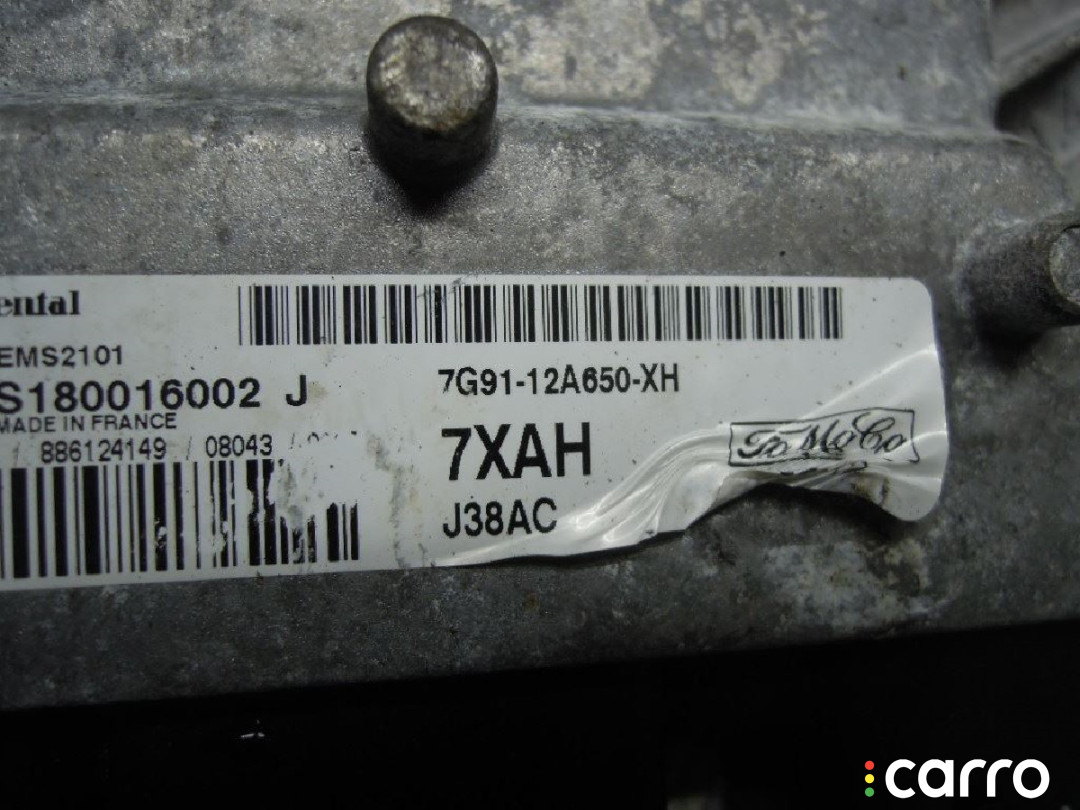 ental
EMS2101
S180016002 J
MADE IN FRANCE
/ 886124149 / 08043 /
7G91-12A650-XH
7XAH
J38AC
FoMoCo
carro